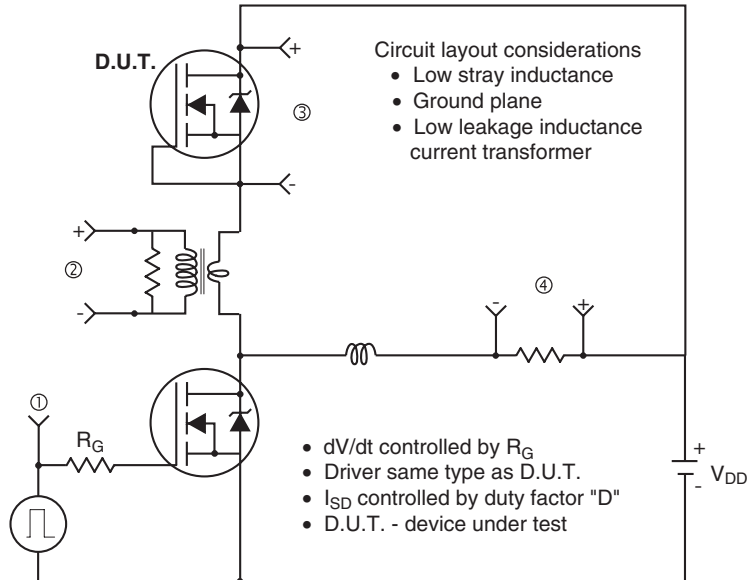 D.U.T.
+
③
-
Circuit layout considerations
• Low stray inductance
• Ground plane
• Low leakage inductance
current transformer
+
②
-
④
-
+
①
R_G
• dV/dt controlled by R_G
• Driver same type as D.U.T.
• I_SD controlled by duty factor "D"
• D.U.T. - device under test
+
V_DD
-